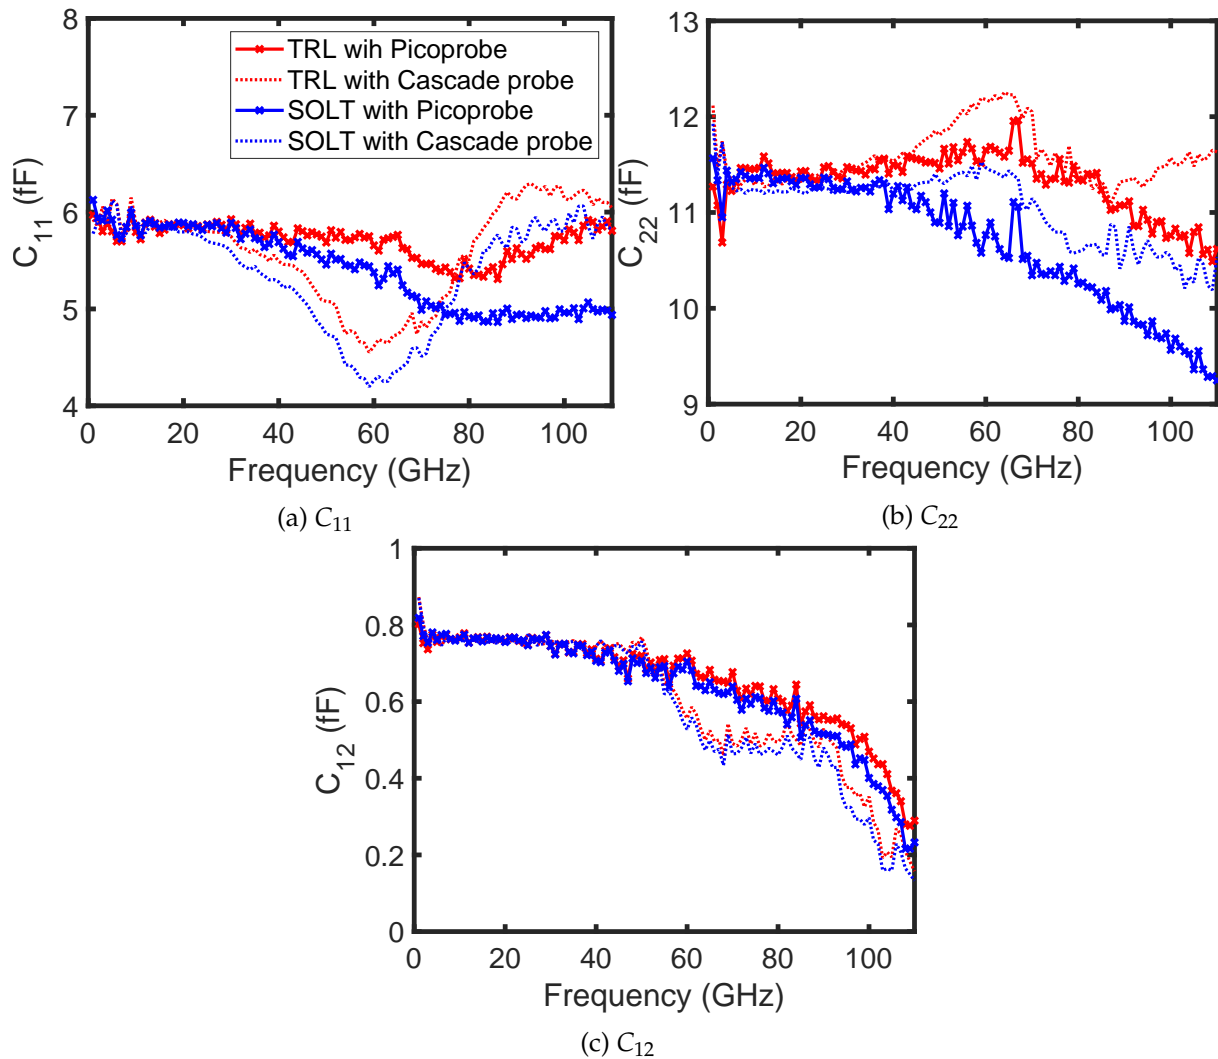 8
7
6
5
4
C11 (fF)
TRL wih Picoprobe
TRL with Cascade probe
SOLT with Picoprobe
SOLT with Cascade probe
0 20 40 60 80 100
Frequency (GHz)
(a) C11
13
12
11
10
9
C22 (fF)
0 20 40 60 80 100
Frequency (GHz)
(b) C22
1
0.8
0.6
0.4
0.2
0
C12 (fF)
0 20 40 60 80 100
Frequency (GHz)
(c) C12